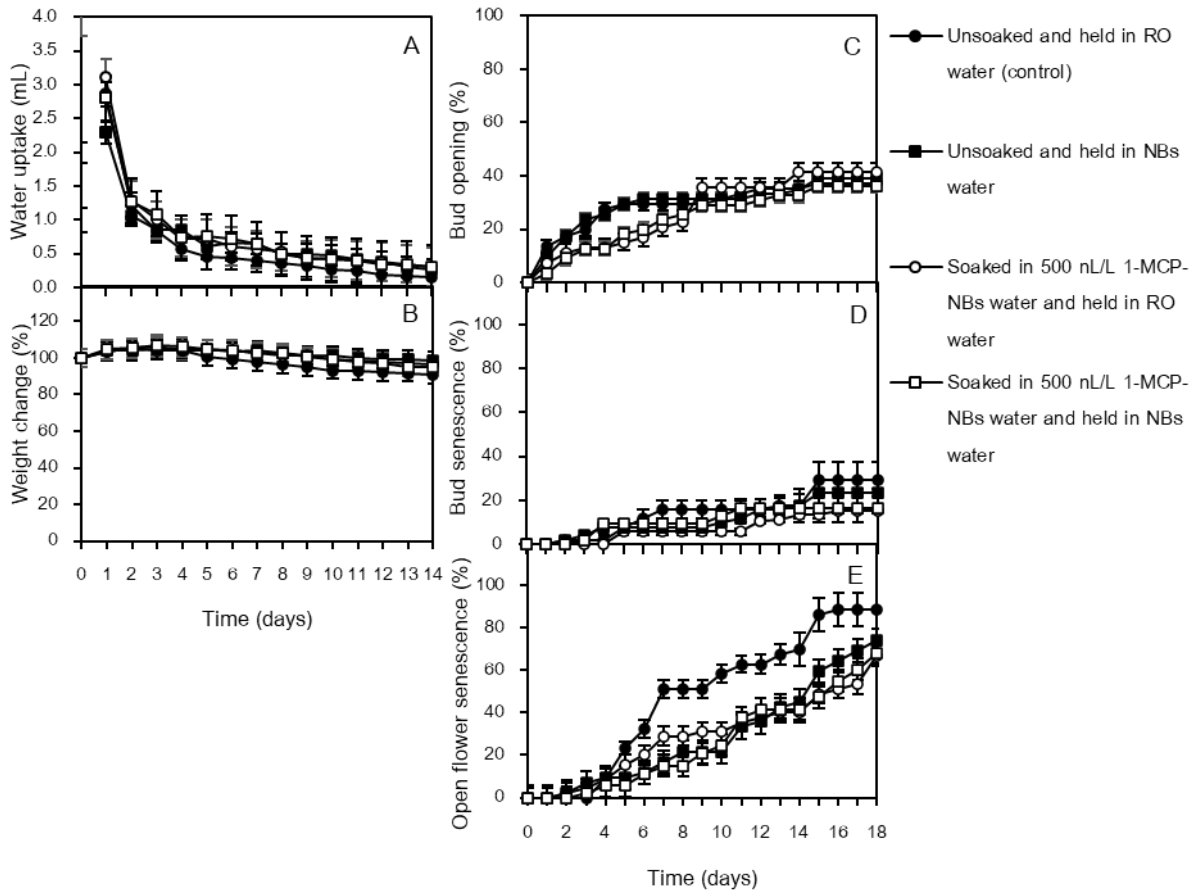 A
Water uptake (mL)
4.0
3.5
3.0
2.5
2.0
1.5
1.0
0.5
0.0
B
Weight change (%)
120
100
80
60
40
20
0
0 1 2 3 4 5 6 7 8 9 10 11 12 13 14
Time (days)
C
Bud opening (%)
100
80
60
40
20
0
D
Bud senescence (%)
100
80
60
40
20
0
E
Open flower senescence (%)
100
80
60
40
20
0
0 2 4 6 8 10 12 14 16 18
Time (days)
Unsoaked and held in RO
water (control)
Unsoaked and held in NBs
water
Soaked in 500 nL/L 1-MCP-
NBs water and held in RO
water
Soaked in 500 nL/L 1-MCP-
NBs water and held in NBs
water